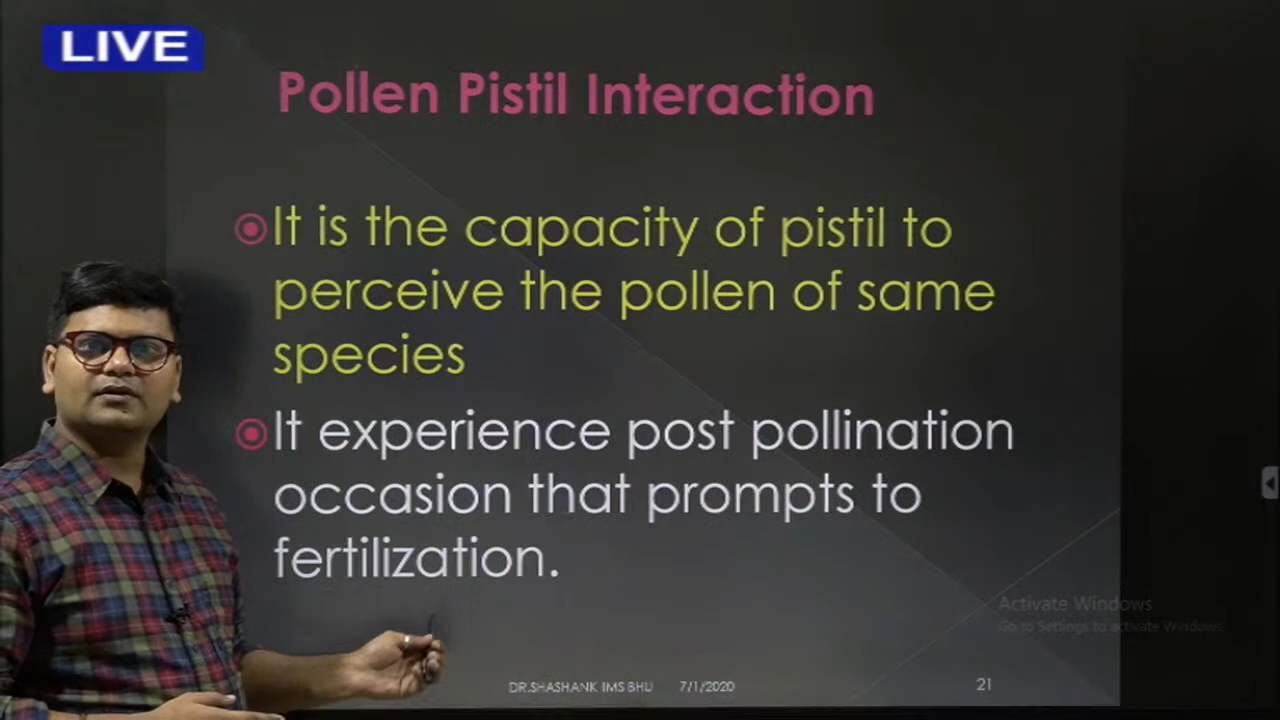 LIVE
Pollen Pistil Interaction
It is the capacity of pistil to
perceive the pollen of same
species
It experience post pollination
occasion that prompts to
fertilization.
Activate Windows
Go to Settings to activate Windows.
DR.SHASHANK IMS BHU 7/1/2020 21